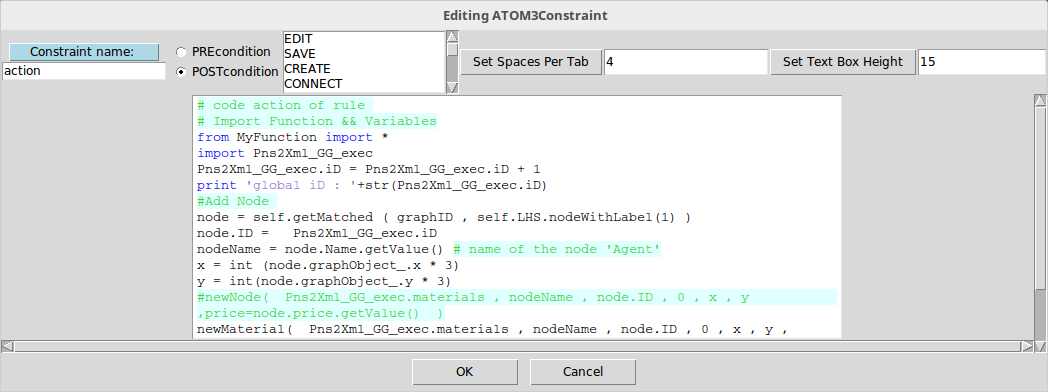 Editing ATOM3Constraint
Constraint name:
action
PREcondition
POSTcondition
EDIT
SAVE
CREATE
CONNECT
Set Spaces Per Tab
4
Set Text Box Height
15
# code action of rule
# Import Function && Variables
from MyFunction import *
import Pns2Xml_GG_exec
Pns2Xml_GG_exec.iD = Pns2Xml_GG_exec.iD + 1
print 'global iD : '+str(Pns2Xml_GG_exec.iD)
#Add Node
node = self.getMatched ( graphID , self.LHS.nodeWithLabel(1) )
node.ID =   Pns2Xml_GG_exec.iD
nodeName = node.Name.getValue() # name of the node 'Agent'
x = int (node.graphObject_.x * 3)
y = int(node.graphObject_.y * 3)
#newNode(  Pns2Xml_GG_exec.materials , nodeName , node.ID , 0 , x , y
,price=node.price.getValue()  )
newMaterial(  Pns2Xml_GG_exec.materials , nodeName , node.ID , 0 , x , y ,
OK
Cancel